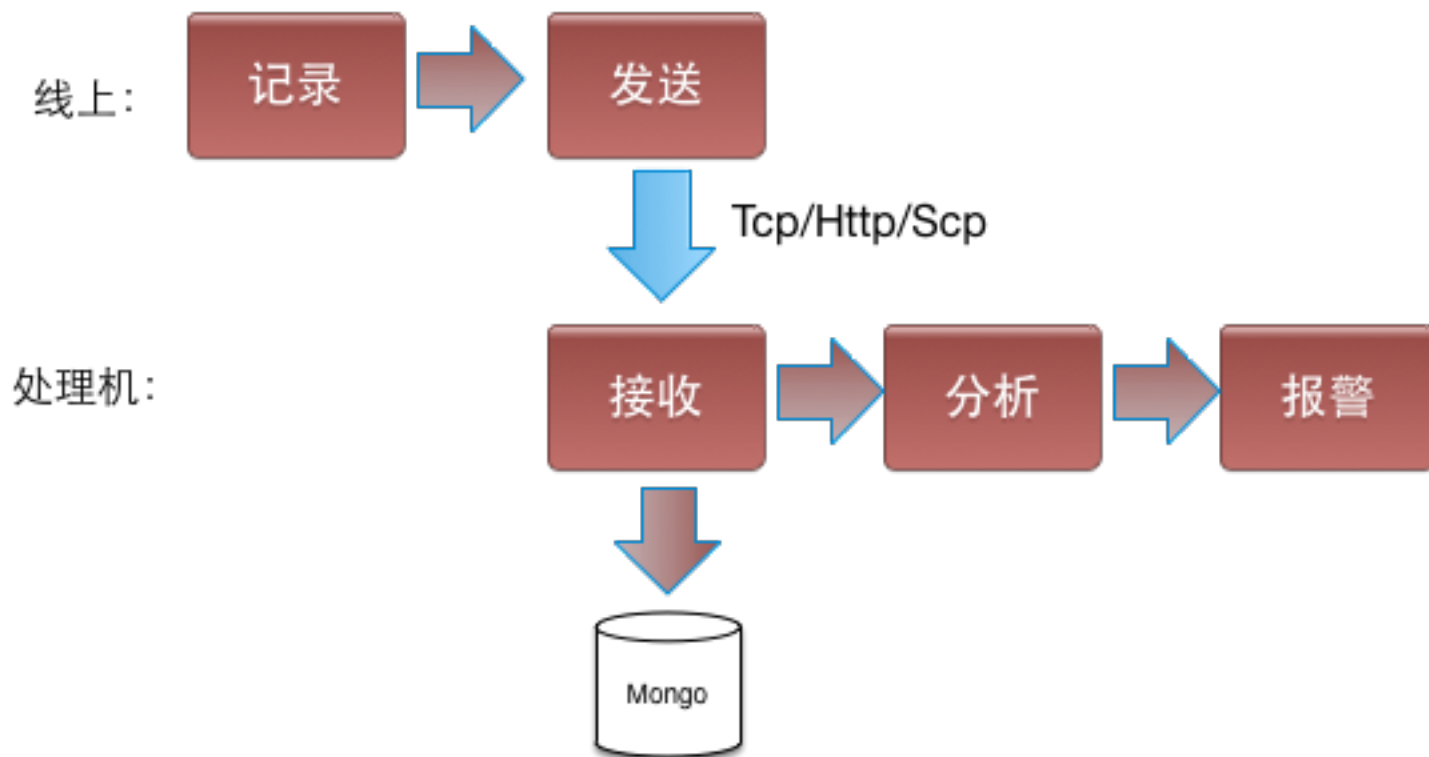 线上：
记录
发送
Tcp/Http/Scp
处理机：
接收
分析
报警
Mongo